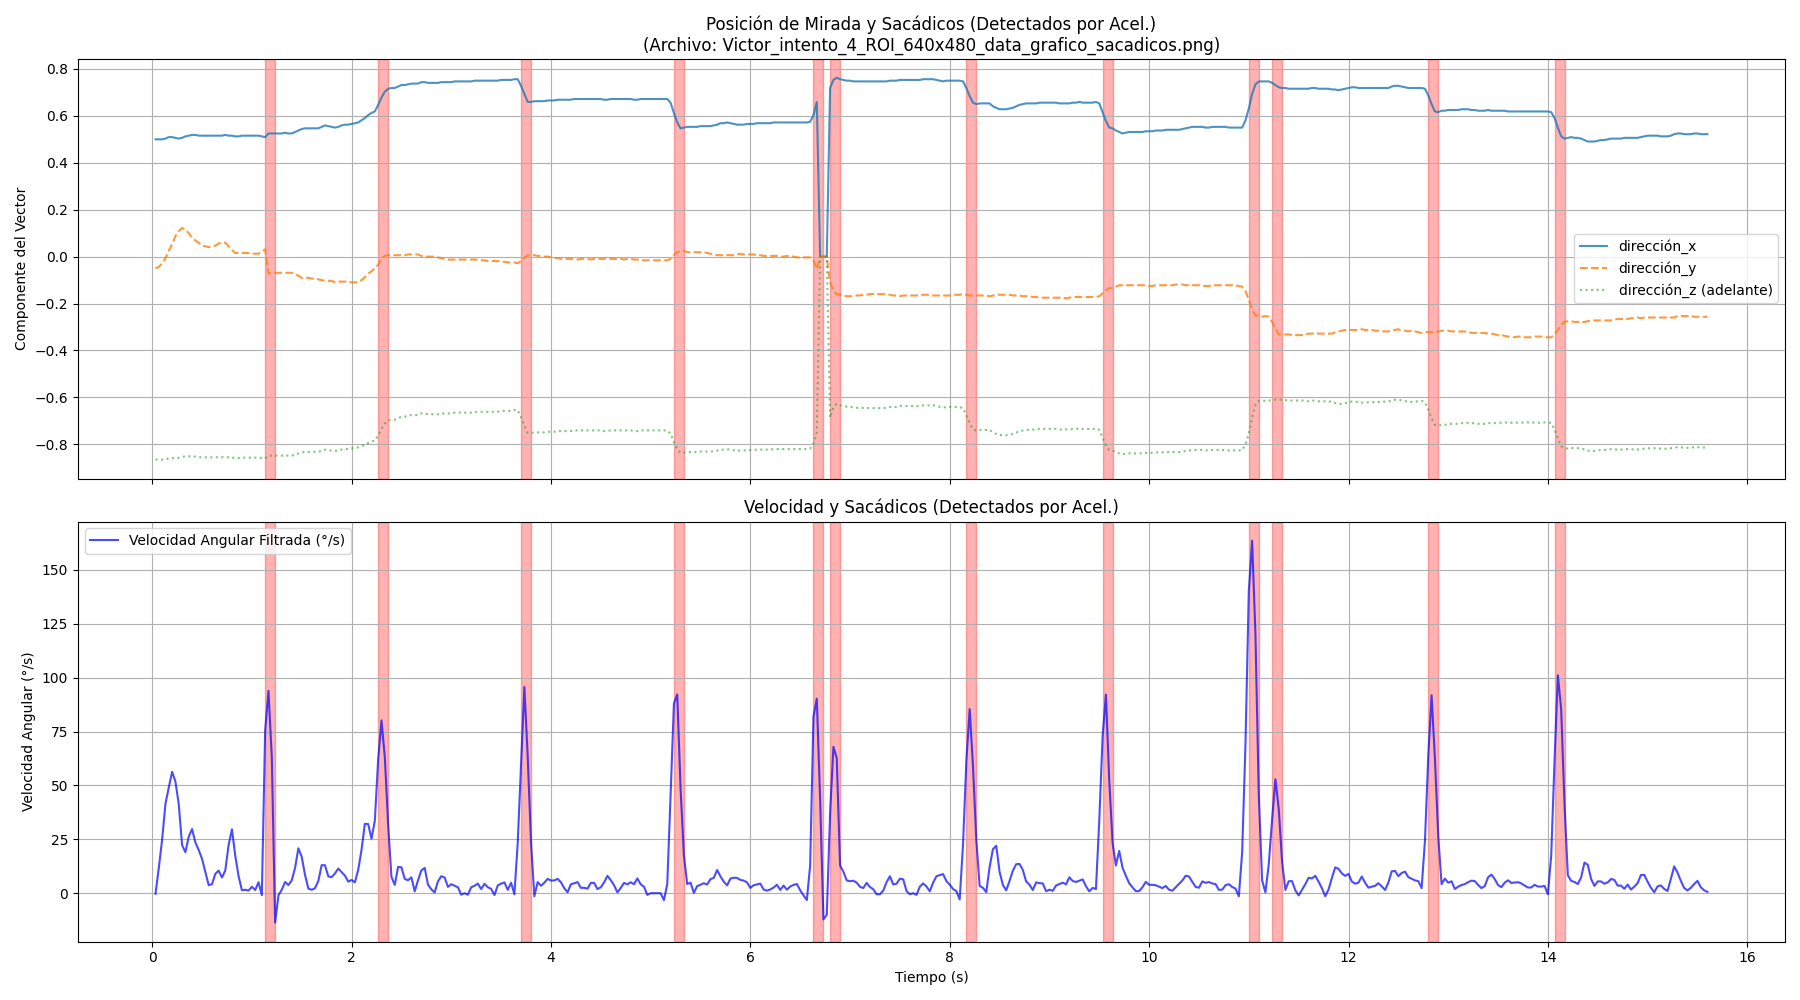 Posición de Mirada y Sacádicos (Detectados por Acel.)
(Archivo: Victor_intento_4_ROI_640x480_data_grafico_sacadicos.png)
Componente del Vector
0.8
0.6
0.4
0.2
0.0
−0.2
−0.4
−0.6
−0.8
dirección_x
dirección_y
dirección_z (adelante)
Velocidad y Sacádicos (Detectados por Acel.)
Velocidad Angular (°/s)
150
125
100
75
50
25
0
Velocidad Angular Filtrada (°/s)
0
2
4
6
8
10
12
14
16
Tiempo (s)